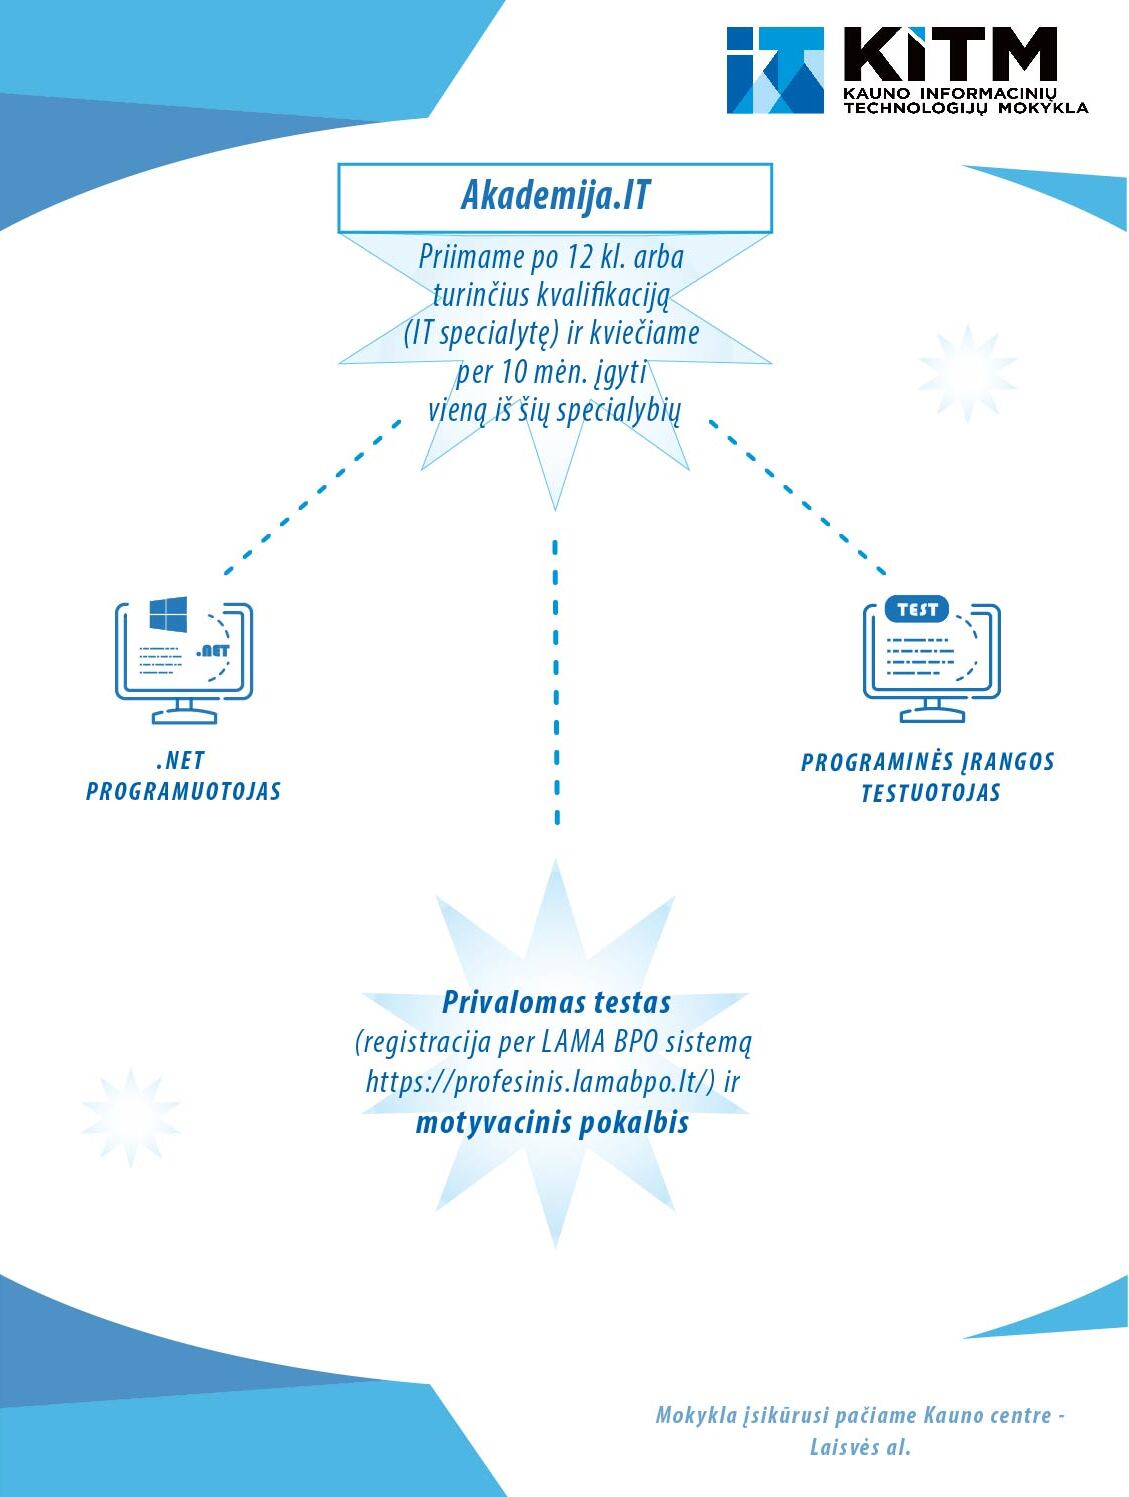 iT KiTM
KAUNO INFORMACINIŲ
TECHNOLOGIJŲ MOKYKLA
Akademija.IT
Priimame po 12 kl. arba
turinčius kvalifikaciją
(IT specialytę) ir kviečiame
per 10 mėn. įgyti
vieną iš šių specialybių
.NET
TEST
.NET
PROGRAMUOTOJAS
PROGRAMINĖS ĮRANGOS
TESTUOTOJAS
Privalomas testas
(registracija per LAMA BPO sistemą
https://profesinis.lamabpo.lt/) ir
motyvacinis pokalbis
Mokykla įsikūrusi pačiame Kauno centre -
Laisvės al.